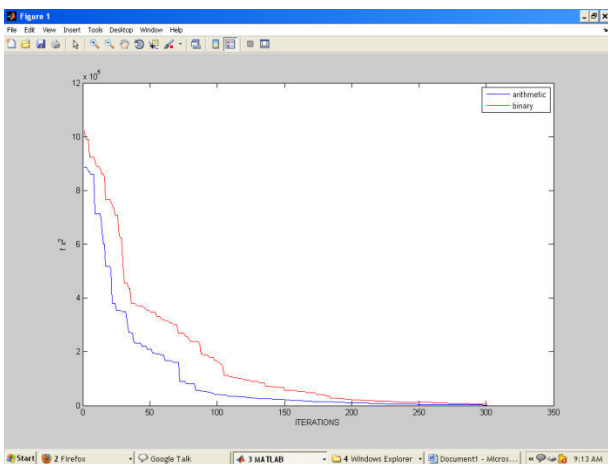 Figure 1
File Edit View Insert Tools Desktop Window Help
x 10
12
10
8
6
4
2
0
f x²
0 50 100 150 200 250 300 350
ITERATIONS
arithmetic
binary
Start 2 Firefox Google Talk 3 MATLAB 4 Windows Explorer Document1 - Micros... « 9:13 AM